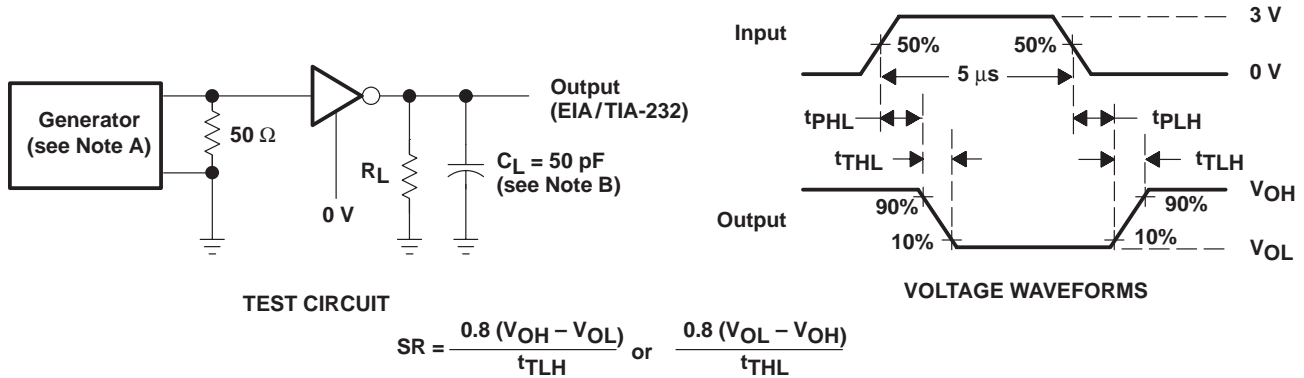 Generator
(see Note A)
50 Ω
0 V
RL
CL = 50 pF
(see Note B)
Output
(EIA/TIA-232)
TEST CIRCUIT
Input
3 V
50%
50%
5 µs
0 V
tPHL
tPLH
tTHL
tTLH
Output
90%
10%
90%
10%
VOH
VOL
VOLTAGE WAVEFORMS
SR = 0.8 (VOH – VOL) / tTLH or 0.8 (VOL – VOH) / tTHL